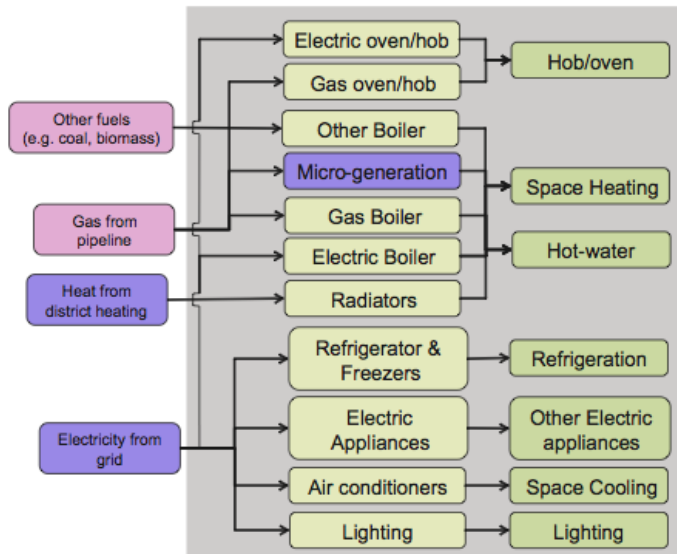 Other fuels
(e.g. coal, biomass)
Gas from
pipeline
Heat from
district heating
Electricity from
grid
Electric oven/hob
Gas oven/hob
Other Boiler
Micro-generation
Gas Boiler
Electric Boiler
Radiators
Refrigerator &
Freezers
Electric
Appliances
Air conditioners
Lighting
Hob/oven
Space Heating
Hot-water
Refrigeration
Other Electric
appliances
Space Cooling
Lighting